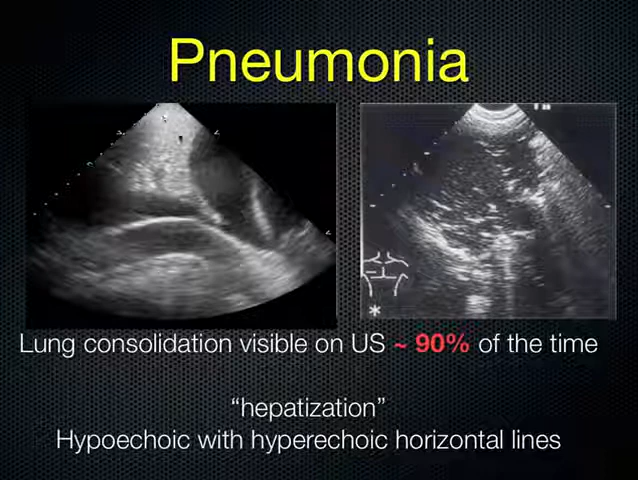 Pneumonia
Lung consolidation visible on US ~ 90% of the time
“hepatization”
Hypoechoic with hyperechoic horizontal lines